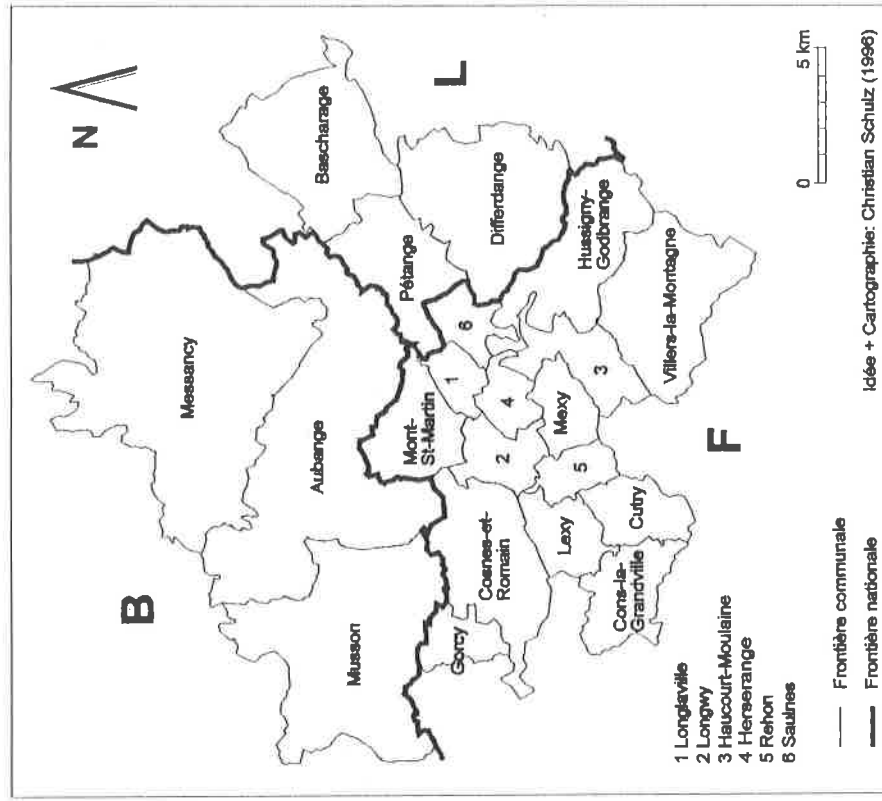 N
B
L
F
Messancy
Aubange
Musson
Bascharage
Pétange
Differdange
Mont-
St-Martin
Gorcy
Cosnes-et-
Romain
Lexy
Cons-la-
Grandville
Cutry
Mexy
Hussigny-
Godbrange
Villers-la-Montagne
1
2
3
4
5
6
1 Longlaville
2 Longwy
3 Haucourt-Moulaine
4 Herserange
5 Rehon
6 Saulnes
Frontière communale
Frontière nationale
0 5 km
Idée + Cartographie: Christian Schulz (1996)